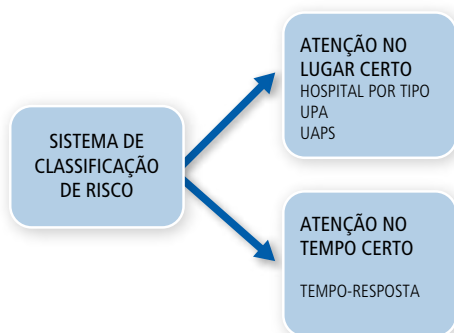 SISTEMA DE
CLASSIFICAÇÃO
DE RISCO
ATENÇÃO NO
LUGAR CERTO
HOSPITAL POR TIPO
UPA
UAPS
ATENÇÃO NO
TEMPO CERTO
TEMPO-RESPOSTA